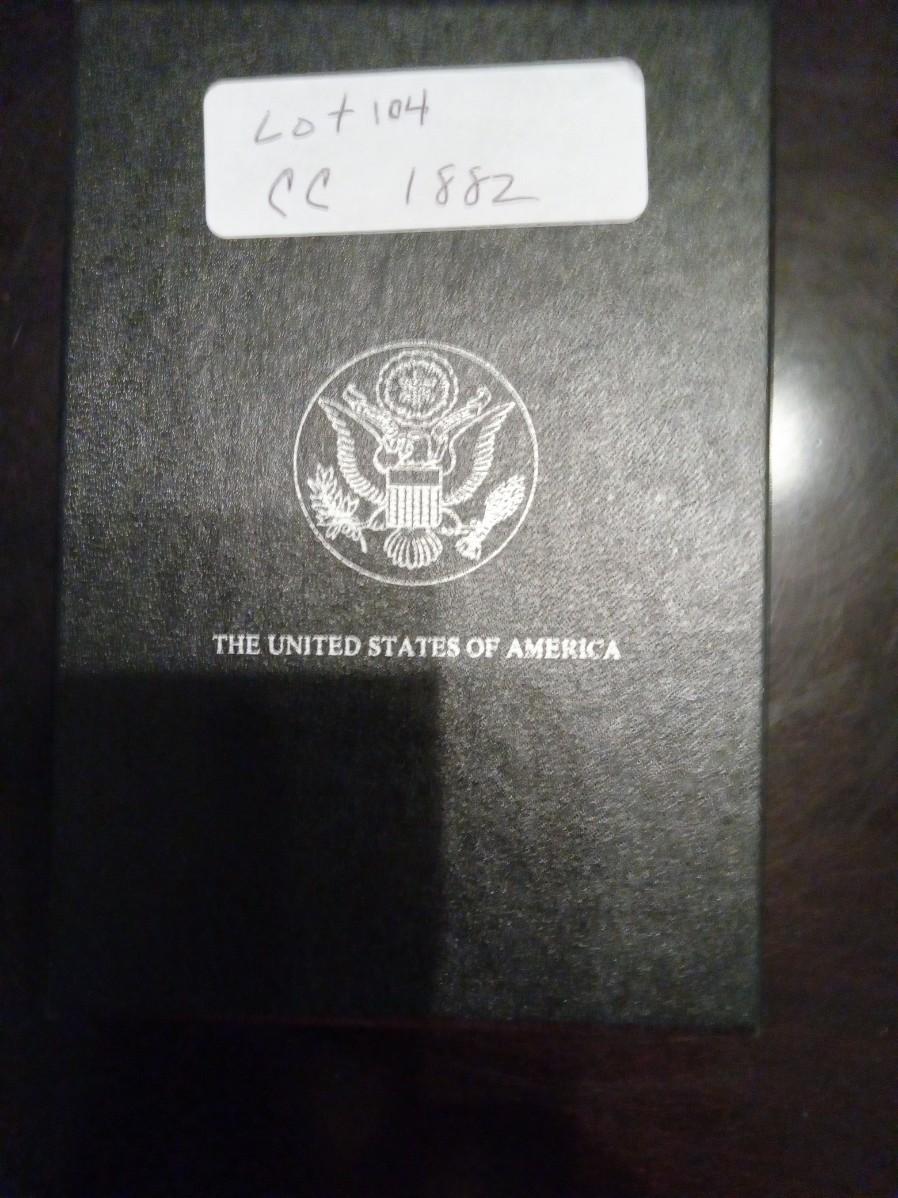 Lot 104
CC 1882
THE UNITED STATES OF AMERICA